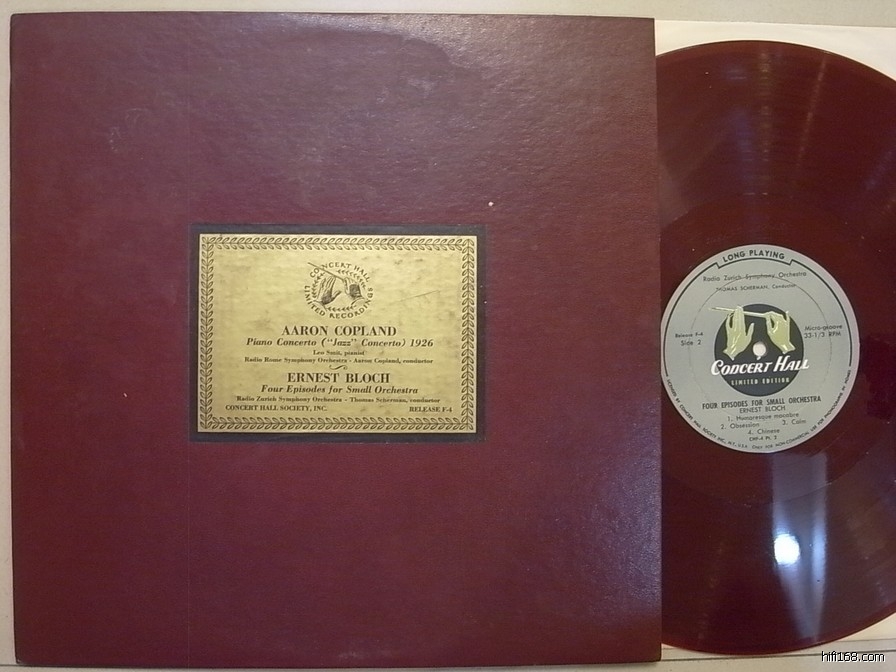 CONCERT HALL
LIMITED RECORDINGS
AARON COPLAND
Piano Concerto ("Jazz" Concerto) 1926
Leo Smit, pianist
Radio Rome Symphony Orchestra - Aaron Copland, conductor
ERNEST BLOCH
Four Episodes for Small Orchestra
Radio Zurich Symphony Orchestra - Thomas Scherman, conductor
CONCERT HALL SOCIETY, INC. RELEASE F-4
LONG PLAYING
Radio Zurich Symphony Orchestra
THOMAS SCHERMAN, Conductor
Release F-4
Side 2
Micro-groove
33-1/3 RPM
CONCERT HALL
LIMITED EDITION
FOUR EPISODES FOR SMALL ORCHESTRA
ERNEST BLOCH
1. Humoresque macabre
2. Obsession 3. Calm
4. Chinese
CHF-4 Pt. 2
hifi168.com